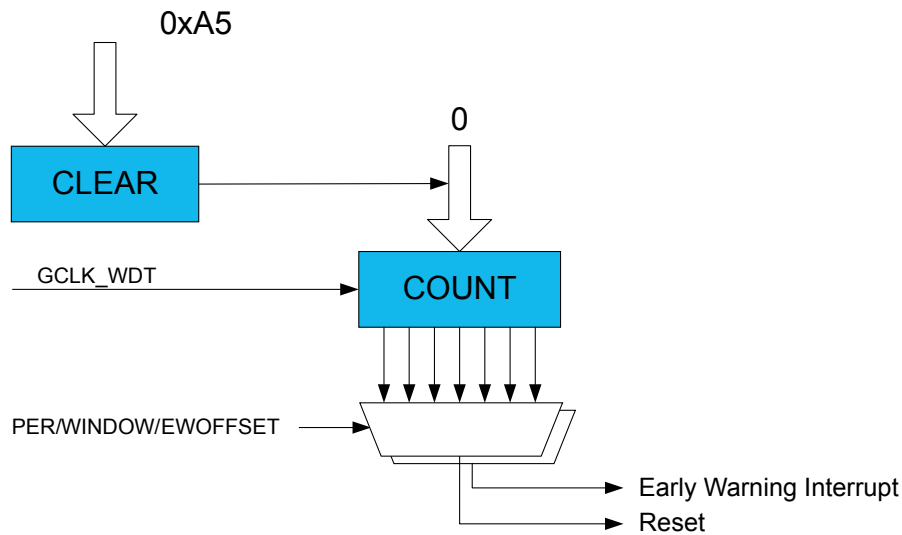 0xA5
0
CLEAR
GCLK_WDT
COUNT
PER/WINDOW/EWOFFSET
Early Warning Interrupt
Reset